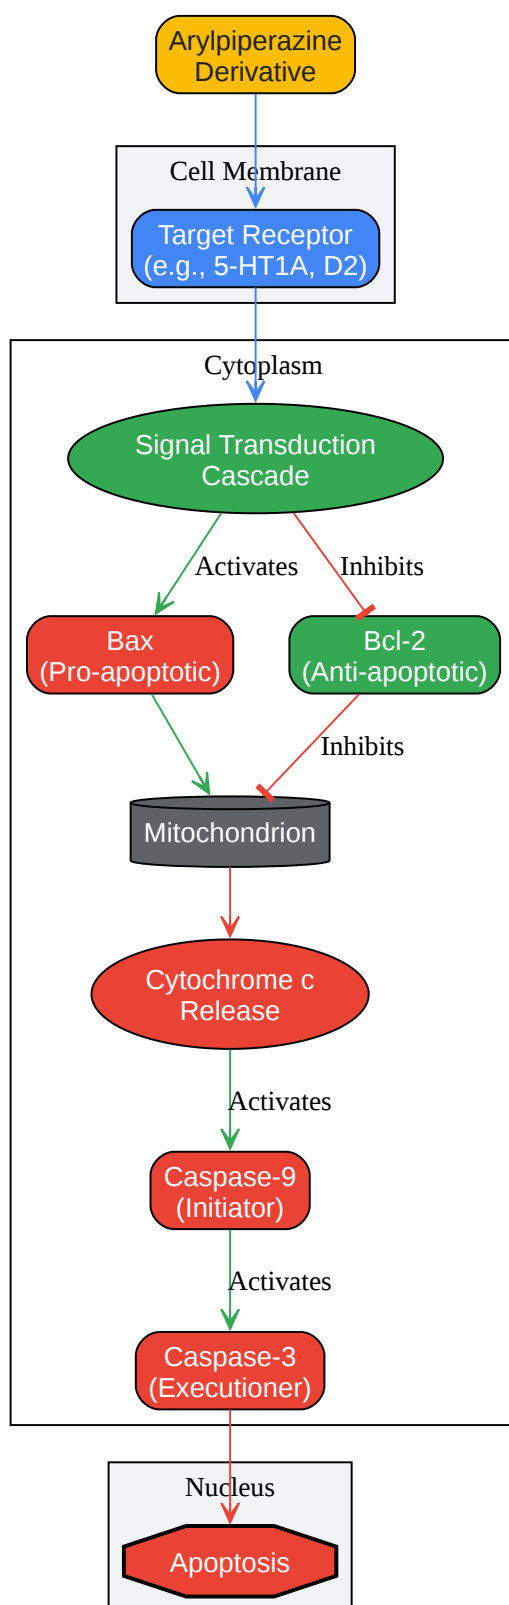 Arylpiperazine
Derivative
Cell Membrane
Target Receptor
(e.g., 5-HT1A, D2)
Cytoplasm
Signal Transduction
Cascade
Activates
Inhibits
Bax
(Pro-apoptotic)
Bcl-2
(Anti-apoptotic)
Inhibits
Mitochondrion
Cytochrome c
Release
Activates
Caspase-9
(Initiator)
Activates
Caspase-3
(Executioner)
Nucleus
Apoptosis